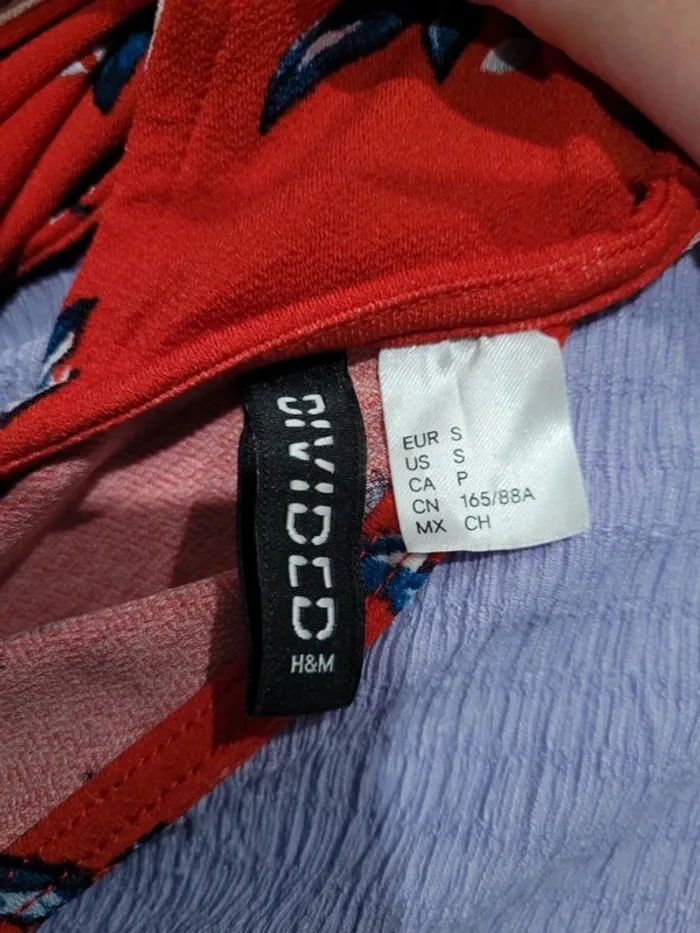 DIVIDED
H&M
EUR S
US S
CA P
CN 165/88A
MX CH